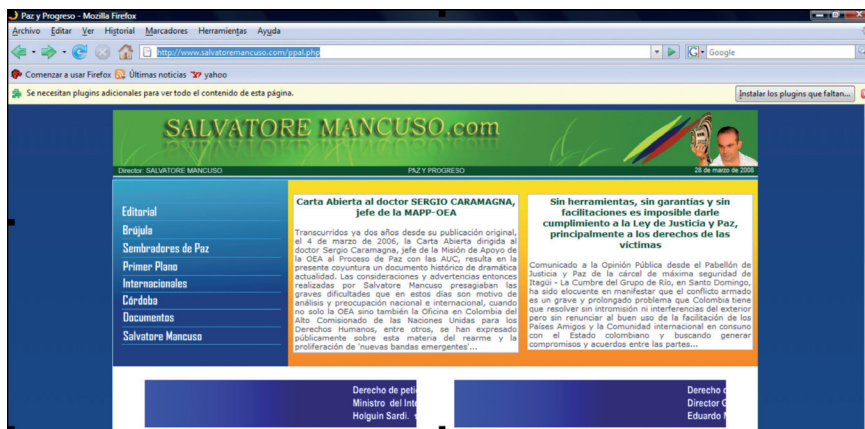 Paz y Progreso - Mozilla Firefox
Archivo Editar Ver Historial Marcadores Herramientas Ayuda
http://www.salvatoremancuso.com/ppal.php
Google
Comenzar a usar Firefox Últimas noticias yahoo
Se necesitan plugins adicionales para ver todo el contenido de esta página.
Instalar los plugins que faltan...
SALVATORE MANCUSO.com
Director: SALVATORE MANCUSO
PAZ Y PROGRESO
28 de marzo de 2008
Editorial
Brújula
Sembradores de Paz
Primer Plano
Internacionales
Córdoba
Documentos
Salvatore Mancuso
Carta Abierta al doctor SERGIO CARAMAGNA,
jefe de la MAPP-OEA
Transcurridos ya dos años desde su publicación original,
el 4 de marzo de 2006, la Carta Abierta dirigida al
doctor Sergio Caramagna, jefe de la Misión de Apoyo de
la OEA al Proceso de Paz con las AUC, resulta en la
presente coyuntura un documento histórico de dramática
actualidad. Las consideraciones y advertencias entonces
realizadas por Salvatore Mancuso presagiaban las
graves dificultades que en estos días son motivo de
análisis y preocupación nacional e internacional, cuando
no solo la OEA sino también la Oficina en Colombia del
Alto Comisionado de las Naciones Unidas para los
Derechos Humanos, entre otros, se han expresado
públicamente sobre esta materia del rearme y la
proliferación de 'nuevas bandas emergentes'...
Sin herramientas, sin garantías y sin
facilitaciones es imposible darle
cumplimiento a la Ley de Justicia y Paz,
principalmente a los derechos de las
víctimas
Comunicado a la Opinión Pública desde el Pabellón de
Justicia y Paz de la cárcel de máxima seguridad de
Itagüí - La Cumbre del Grupo de Río, en Santo Domingo,
ha sido elocuente en manifestar que el conflicto armado
es un grave y prolongado problema que Colombia tiene
que resolver sin intromisión ni interferencias del exterior
pero sin renunciar al buen uso de la facilitación de los
Países Amigos y la Comunidad internacional en consuno
con el Estado colombiano y buscando generar
compromisos y acuerdos entre las partes...
Derecho de peti
Ministro del Inte
Holguin Sardi.
Derecho d
Director G
Eduardo